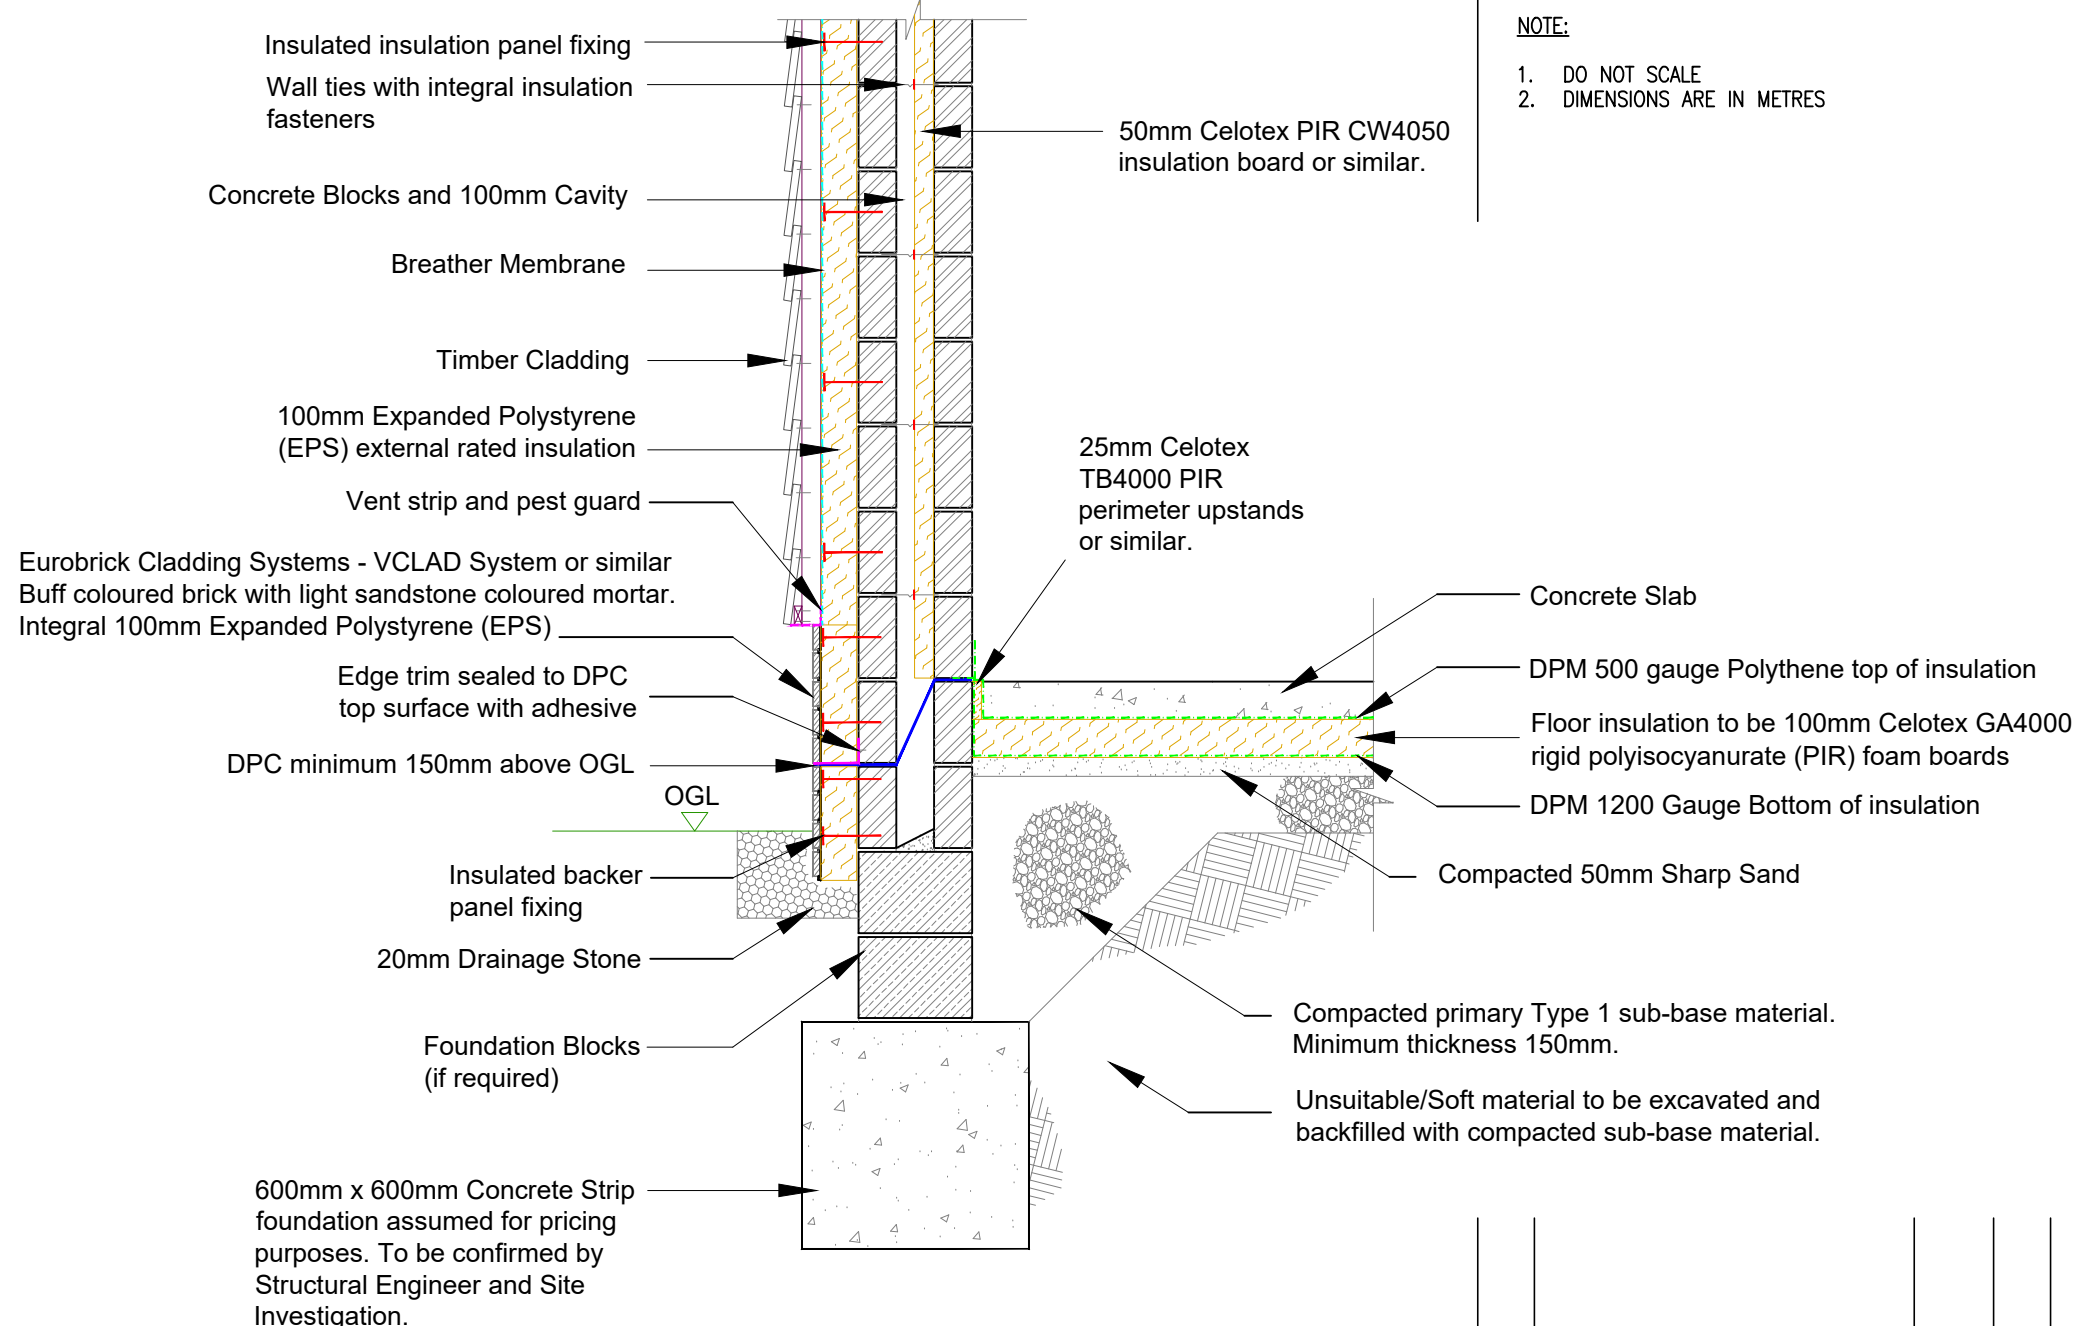 Insulated insulation panel fixing
Wall ties with integral insulation
fasteners
Concrete Blocks and 100mm Cavity
Breather Membrane
Timber Cladding
100mm Expanded Polystyrene
(EPS) external rated insulation
Vent strip and pest guard
Eurobrick Cladding Systems - VCLAD System or similar
Buff coloured brick with light sandstone coloured mortar.
Integral 100mm Expanded Polystyrene (EPS)
Edge trim sealed to DPC
top surface with adhesive
DPC minimum 150mm above OGL
OGL
Insulated backer
panel fixing
20mm Drainage Stone
Foundation Blocks
(if required)
600mm x 600mm Concrete Strip
foundation assumed for pricing
purposes. To be confirmed by
Structural Engineer and Site
Investigation.
NOTE:
1. DO NOT SCALE
2. DIMENSIONS ARE IN METRES
50mm Celotex PIR CW4050
insulation board or similar.
25mm Celotex
TB4000 PIR
perimeter upstands
or similar.
Concrete Slab
DPM 500 gauge Polythene top of insulation
Floor insulation to be 100mm Celotex GA4000
rigid polyisocyanurate (PIR) foam boards
DPM 1200 Gauge Bottom of insulation
Compacted 50mm Sharp Sand
Compacted primary Type 1 sub-base material.
Minimum thickness 150mm.
Unsuitable/Soft material to be excavated and
backfilled with compacted sub-base material.